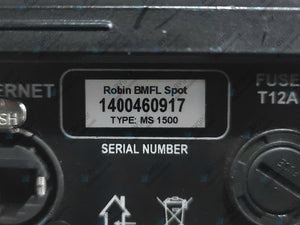 ERNET
Robin BMFL Spot
1400460917
TYPE: MS 1500
FUSE
T12A
SH
SERIAL NUMBER